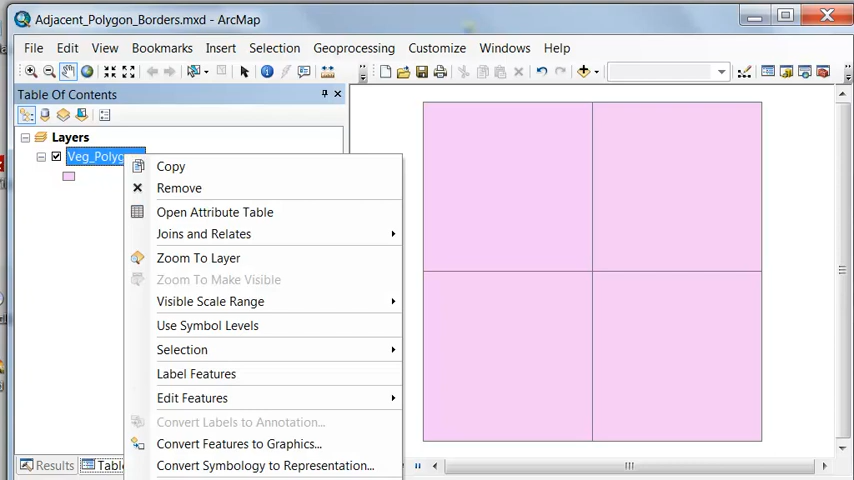 Adjacent_Polygon_Borders.mxd - ArcMap
File Edit View Bookmarks Insert Selection Geoprocessing Customize Windows Help
Table Of Contents
Layers
Veg_Polyg
Copy
Remove
Open Attribute Table
Joins and Relates
Zoom To Layer
Zoom To Make Visible
Visible Scale Range
Use Symbol Levels
Selection
Label Features
Edit Features
Convert Labels to Annotation...
Convert Features to Graphics...
Convert Symbology to Representation...
Results Table